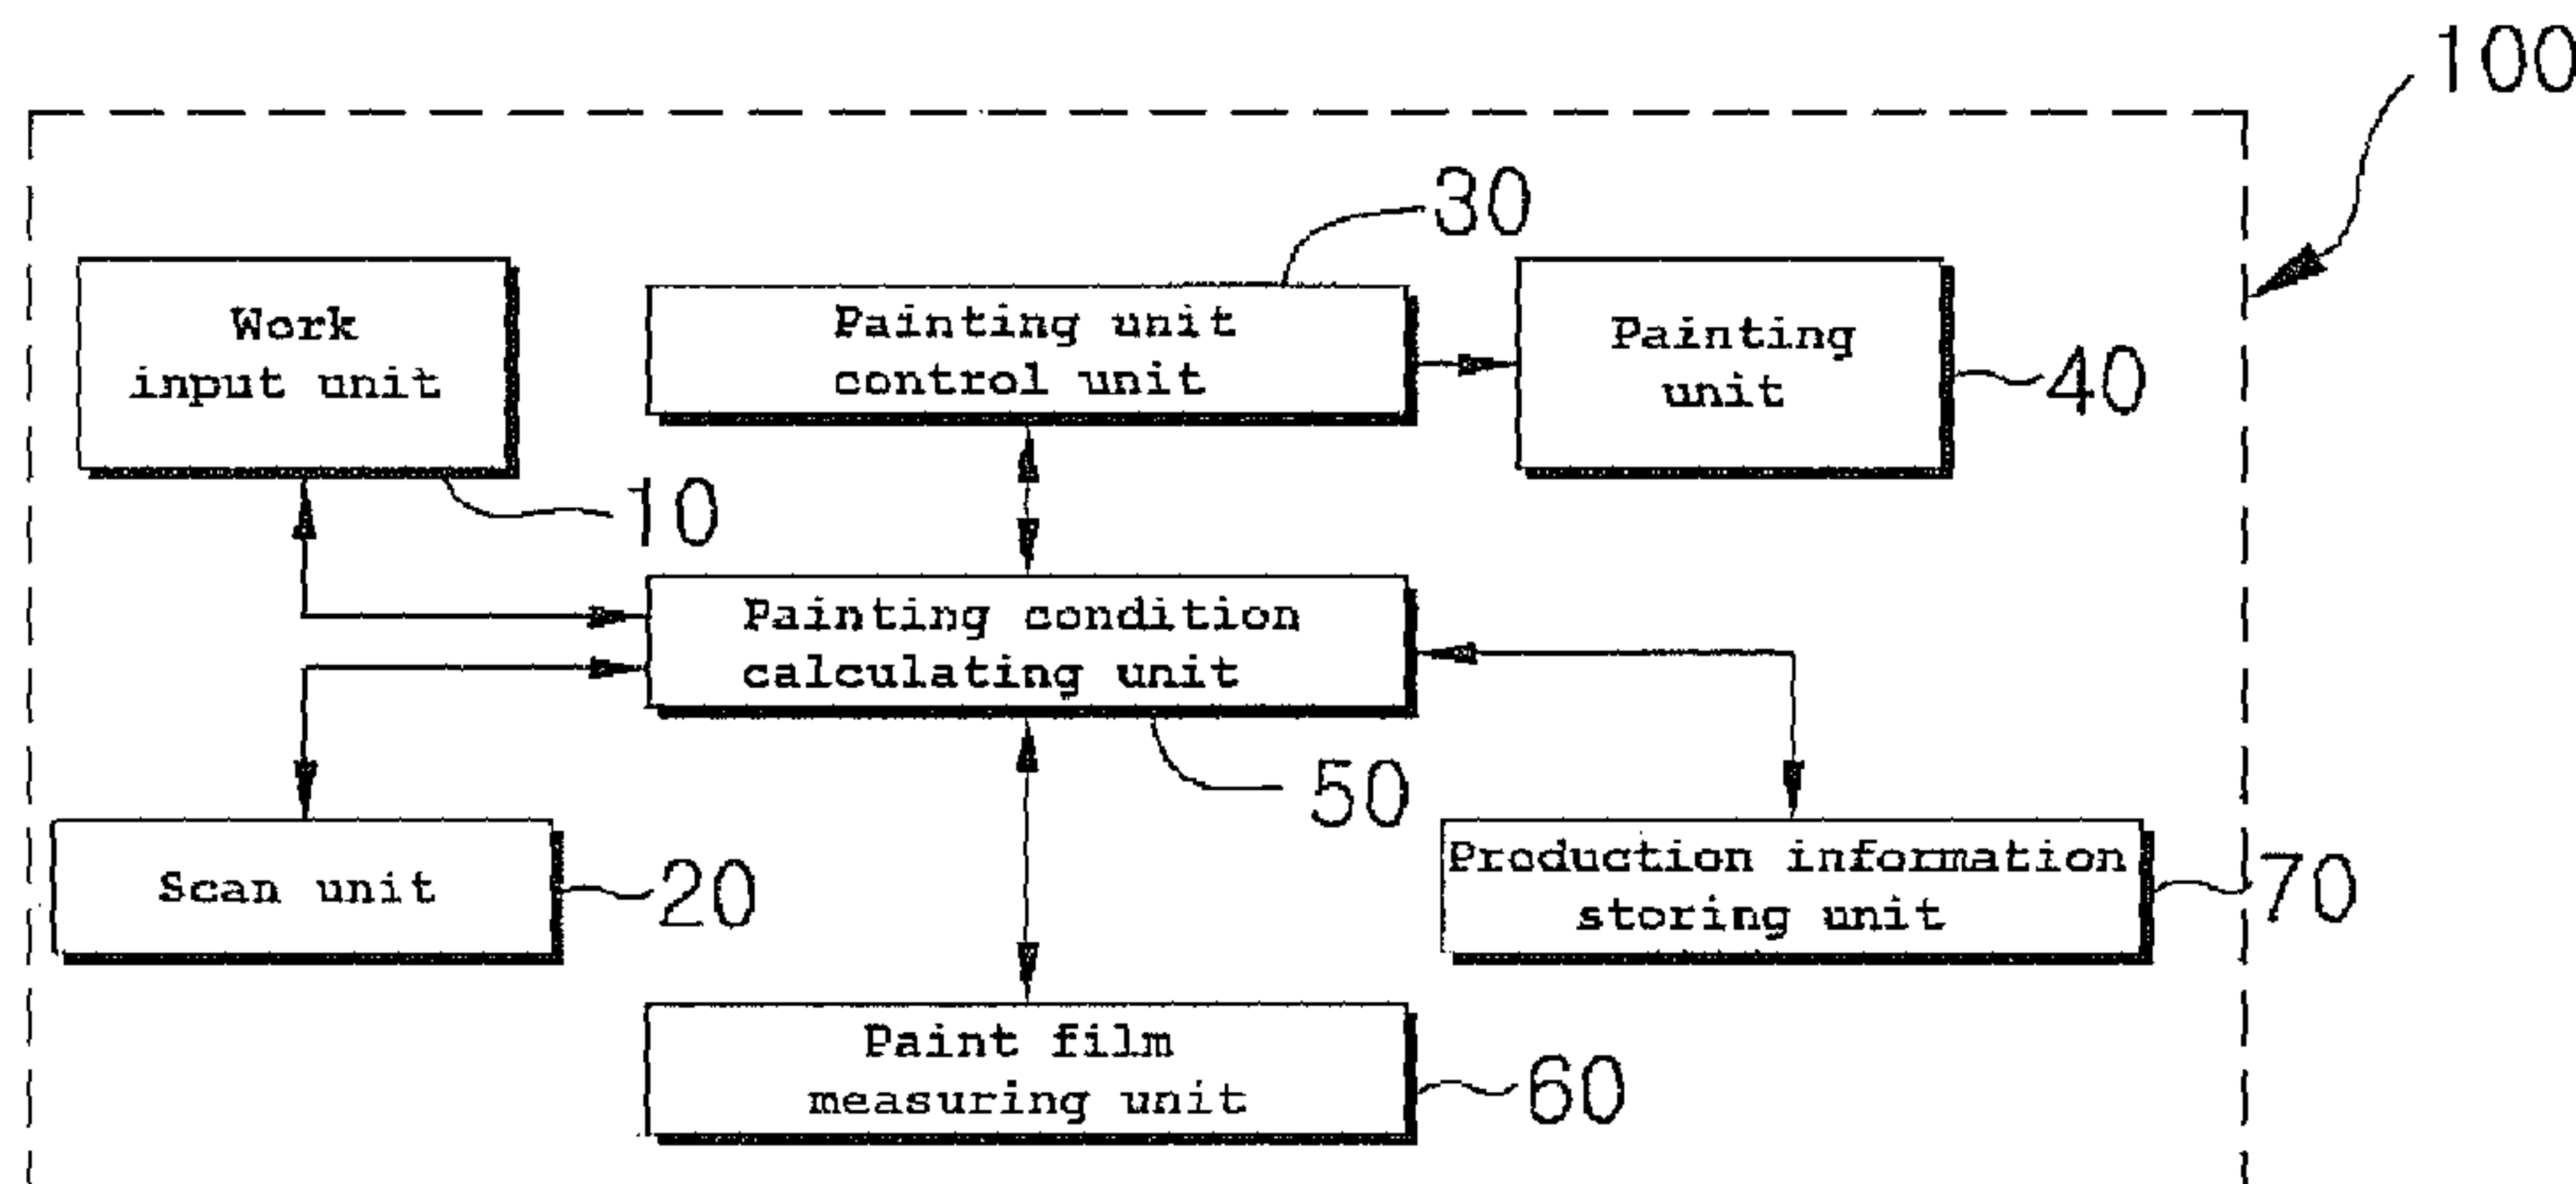 100
30
Work
input unit
Painting unit
control unit
Painting
unit
40
10
Painting condition
calculating unit
50
Scan unit
20
Production information
storing unit
70
Paint film
measuring unit
60